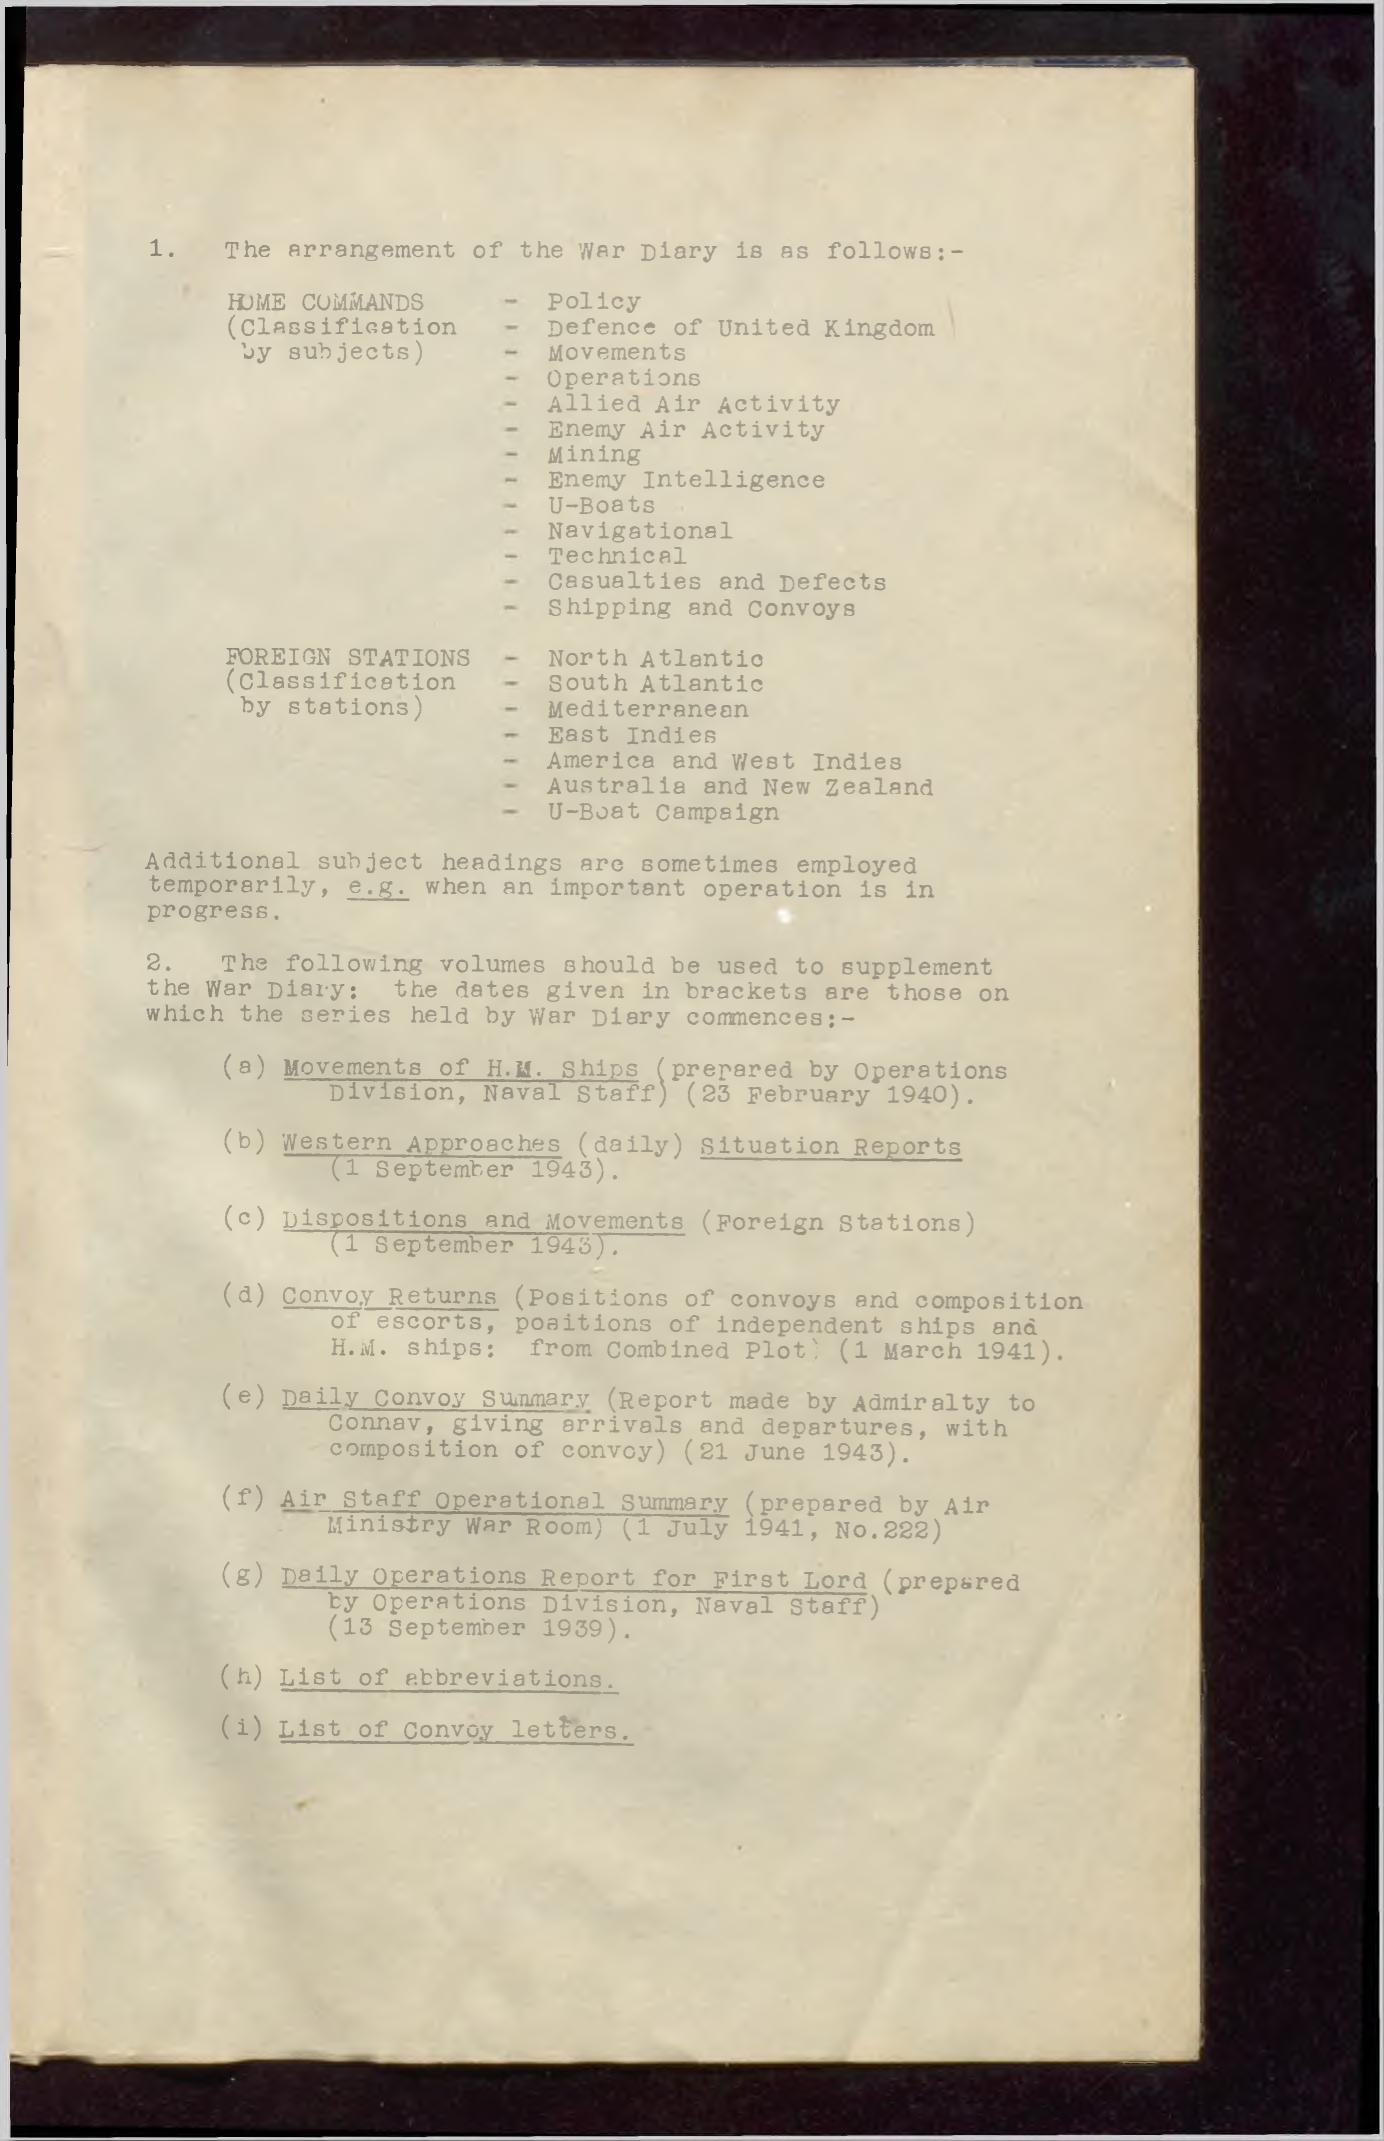 1. The arrangement of the War Diary is as follows:-
HOME COMMANDS - Policy
(Classification - Defence of United Kingdom
by subjects) - Movements
- Operations
- Allied Air Activity
- Enemy Air Activity
- Mining
- Enemy Intelligence
- U-Boats
- Navigational
- Technical
- Casualties and Defects
- Shipping and Convoys
FOREIGN STATIONS - North Atlantic
(Classification - South Atlantic
by stations) - Mediterranean
- East Indies
- America and West Indies
- Australia and New Zealand
- U-Boat Campaign
Additional subject headings are sometimes employed
temporarily, e.g. when an important operation is in
progress.
2. The following volumes should be used to supplement
the War Diary: the dates given in brackets are those on
which the series held by War Diary commences:-
(a) Movements of H.M. Ships (prepared by Operations
Division, Naval Staff) (23 February 1940).
(b) Western Approaches (daily) Situation Reports
(1 September 1943).
(c) Dispositions and Movements (Foreign Stations)
(1 September 1943).
(d) Convoy Returns (Positions of convoys and composition
of escorts, positions of independent ships and
H.M. ships: from Combined Plot) (1 March 1941).
(e) Daily Convoy Summary (Report made by Admiralty to
Connav, giving arrivals and departures, with
composition of convoy) (21 June 1943).
(f) Air Staff Operational Summary (prepared by Air
Ministry War Room) (1 July 1941, No.222)
(g) Daily Operations Report for First Lord (prepared
by Operations Division, Naval Staff)
(13 September 1939).
(h) List of abbreviations.
(i) List of Convoy letters.